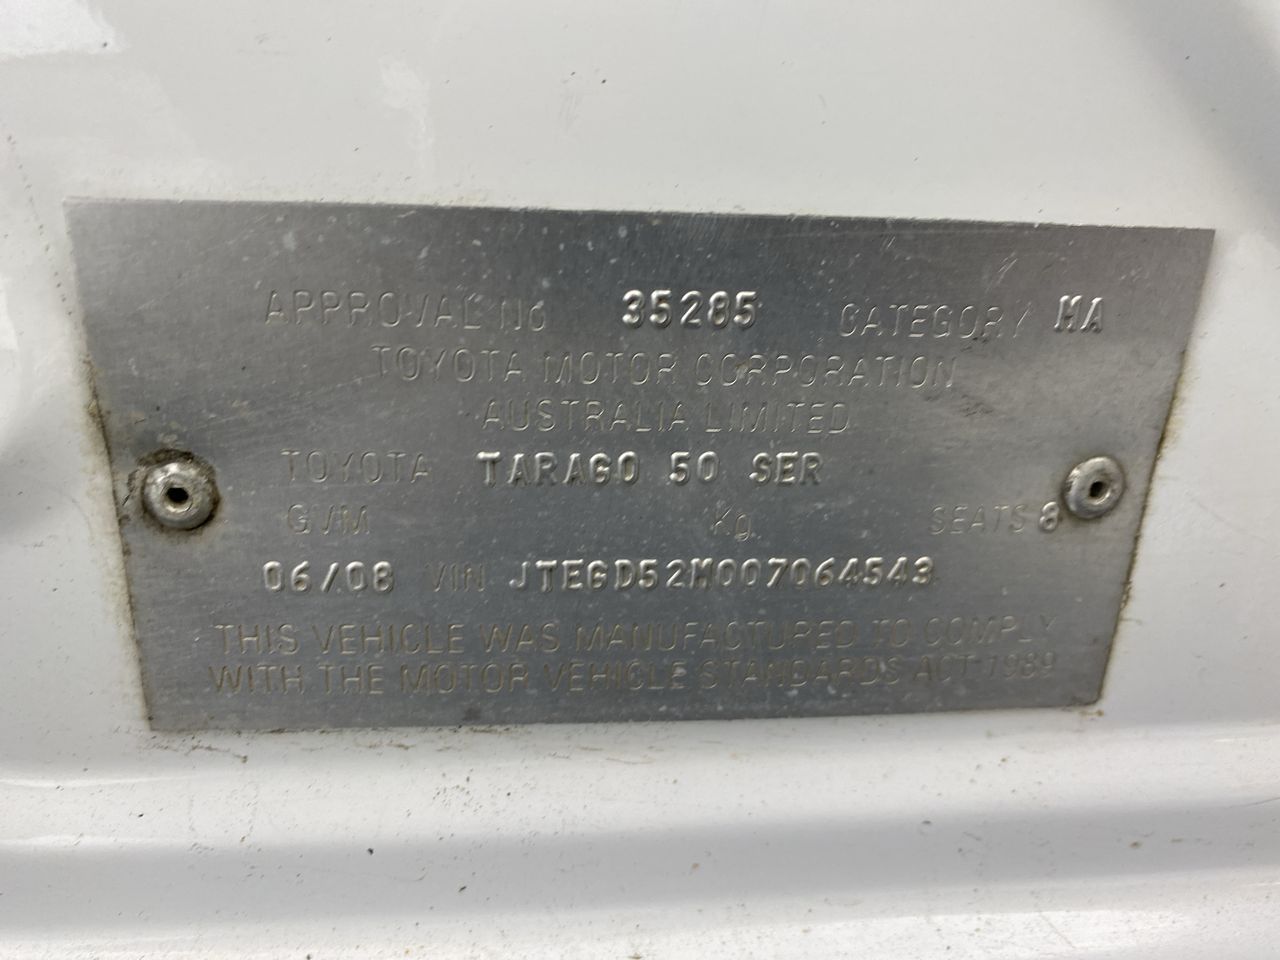 APPROVAL No 35285 CATEGORY MA
TOYOTA MOTOR CORPORATION
AUSTRALIA LIMITED
TOYOTA TARAGO 50 SER
GVM Kg. SEATS 8
06/08 VIN JTEGD52M007064543
THIS VEHICLE WAS MANUFACTURED TO COMPLY
WITH THE MOTOR VEHICLE STANDARDS ACT 1989